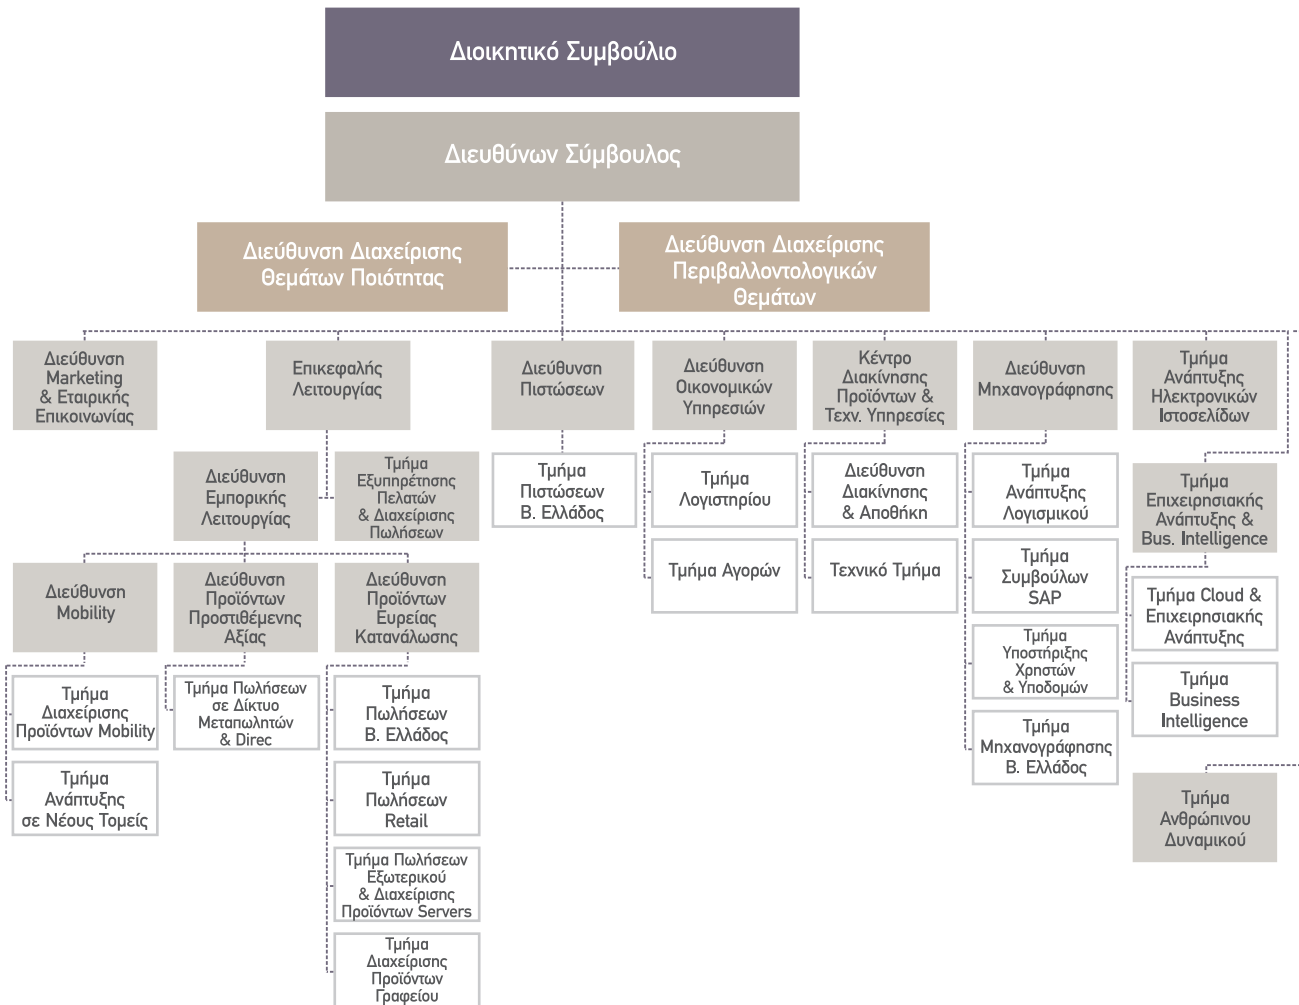 Διοικητικό Συμβούλιο
Διευθύνων Σύμβουλος
Διεύθυνση Διαχείρισης
Θεμάτων Ποιότητας
Διεύθυνση Διαχείρισης
Περιβαλλοντολογικών
Θεμάτων
Διεύθυνση
Marketing
& Εταιρικής
Επικοινωνίας
Επικεφαλής
Λειτουργίας
Διεύθυνση
Πιστώσεων
Διεύθυνση
Οικονομικών
Υπηρεσιών
Κέντρο
Διακίνησης
Προϊόντων &
Τεχν. Υπηρεσίες
Διεύθυνση
Μηχανογράφησης
Τμήμα
Ανάπτυξης
Ηλεκτρονικών
Ιστοσελίδων
Διεύθυνση
Εμπορικής
Λειτουργίας
Τμήμα
Εξυπηρέτησης
Πελατών
& Διαχείρισης
Πωλήσεων
Τμήμα
Πιστώσεων
Β. Ελλάδος
Τμήμα
Λογιστηρίου
Διεύθυνση
Διακίνησης
& Αποθήκη
Τμήμα
Ανάπτυξης
Λογισμικού
Τμήμα
Επιχειρησιακής
Ανάπτυξης &
Bus. Intelligence
Τμήμα Αγορών
Τεχνικό Τμήμα
Τμήμα
Συμβούλων
SAP
Διεύθυνση
Mobility
Διεύθυνση
Προϊόντων
Προστιθέμενης
Αξίας
Διεύθυνση
Προϊόντων
Ευρείας
Κατανάλωσης
Τμήμα Cloud &
Επιχειρησιακής
Ανάπτυξης
Τμήμα
Υποστήριξης
Χρηστών
& Υποδομών
Τμήμα
Διαχείρισης
Προϊόντων Mobility
Τμήμα Πωλήσεων
σε Δίκτυο
Μεταπωλητών
& Direc
Τμήμα
Πωλήσεων
Β. Ελλάδος
Τμήμα
Business
Intelligence
Τμήμα
Μηχανογράφησης
Β. Ελλάδος
Τμήμα
Ανάπτυξης
σε Νέους Τομείς
Τμήμα
Πωλήσεων
Retail
Τμήμα
Ανθρώπινου
Δυναμικού
Τμήμα Πωλήσεων
Εξωτερικού
& Διαχείρισης
Προϊόντων Servers
Τμήμα
Διαχείρισης
Προϊόντων
Γραφείου